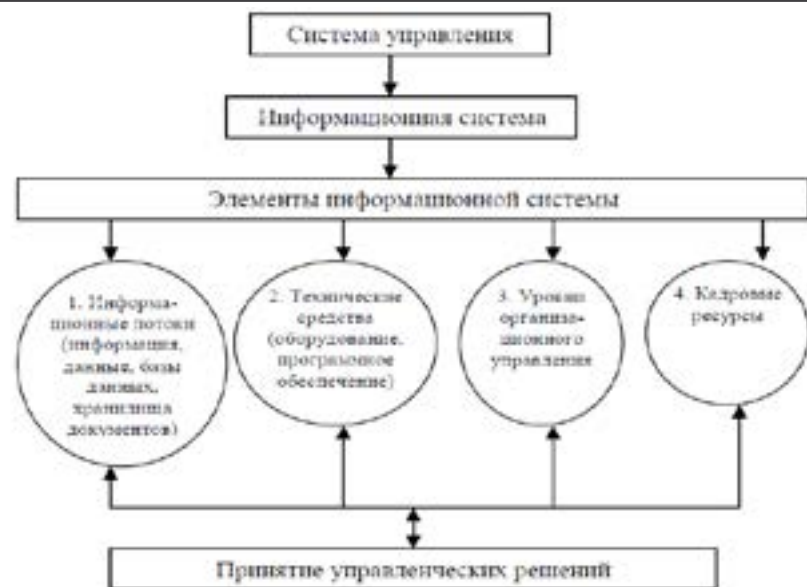 Система управления
Информационная система
Элементы информационной системы
1. Информа-
ционные потоки
(информация,
данные, базы
данных,
хранилища
документов)
2. Технические
средства
(оборудование,
программное
обеспечение)
3. Уровни
организа-
ционного
управления
4. Кадровые
ресурсы
Принятие управленческих решений